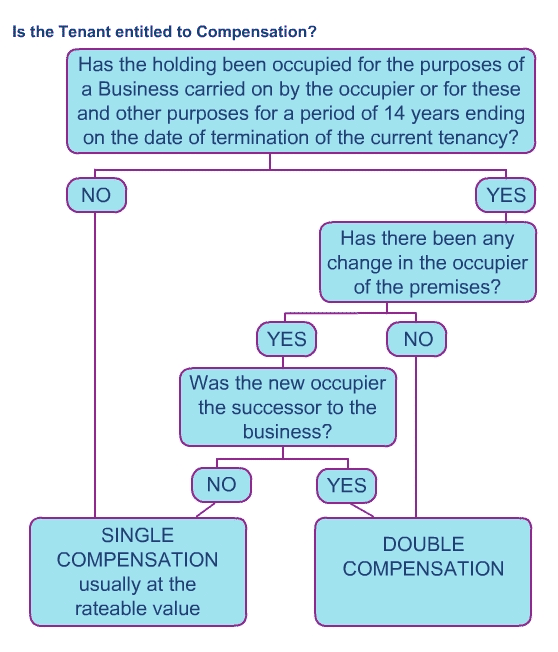 Is the Tenant entitled to Compensation?
Has the holding been occupied for the purposes of
a Business carried on by the occupier or for these
and other purposes for a period of 14 years ending
on the date of termination of the current tenancy?
NO
YES
Has there been any
change in the occupier
of the premises?
YES
NO
Was the new occupier
the successor to the
business?
NO
YES
SINGLE
COMPENSATION
usually at the
rateable value
DOUBLE
COMPENSATION